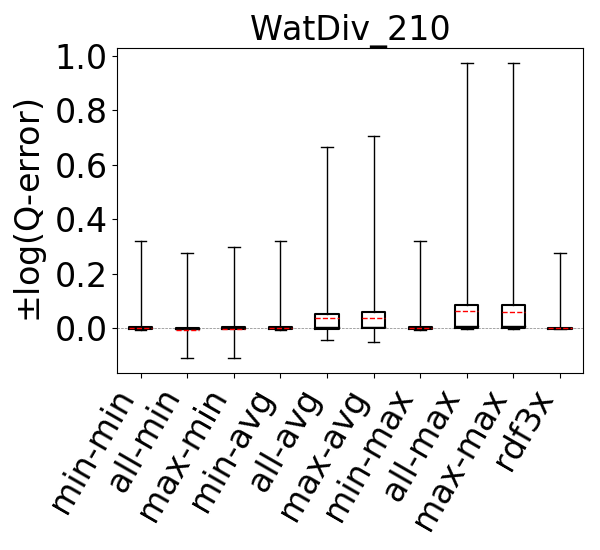 WatDiv_210
±log(Q-error)
1.0
0.8
0.6
0.4
0.2
0.0
min-min
all-min
max-min
min-avg
all-avg
max-avg
min-max
all-max
max-max
rdf3x